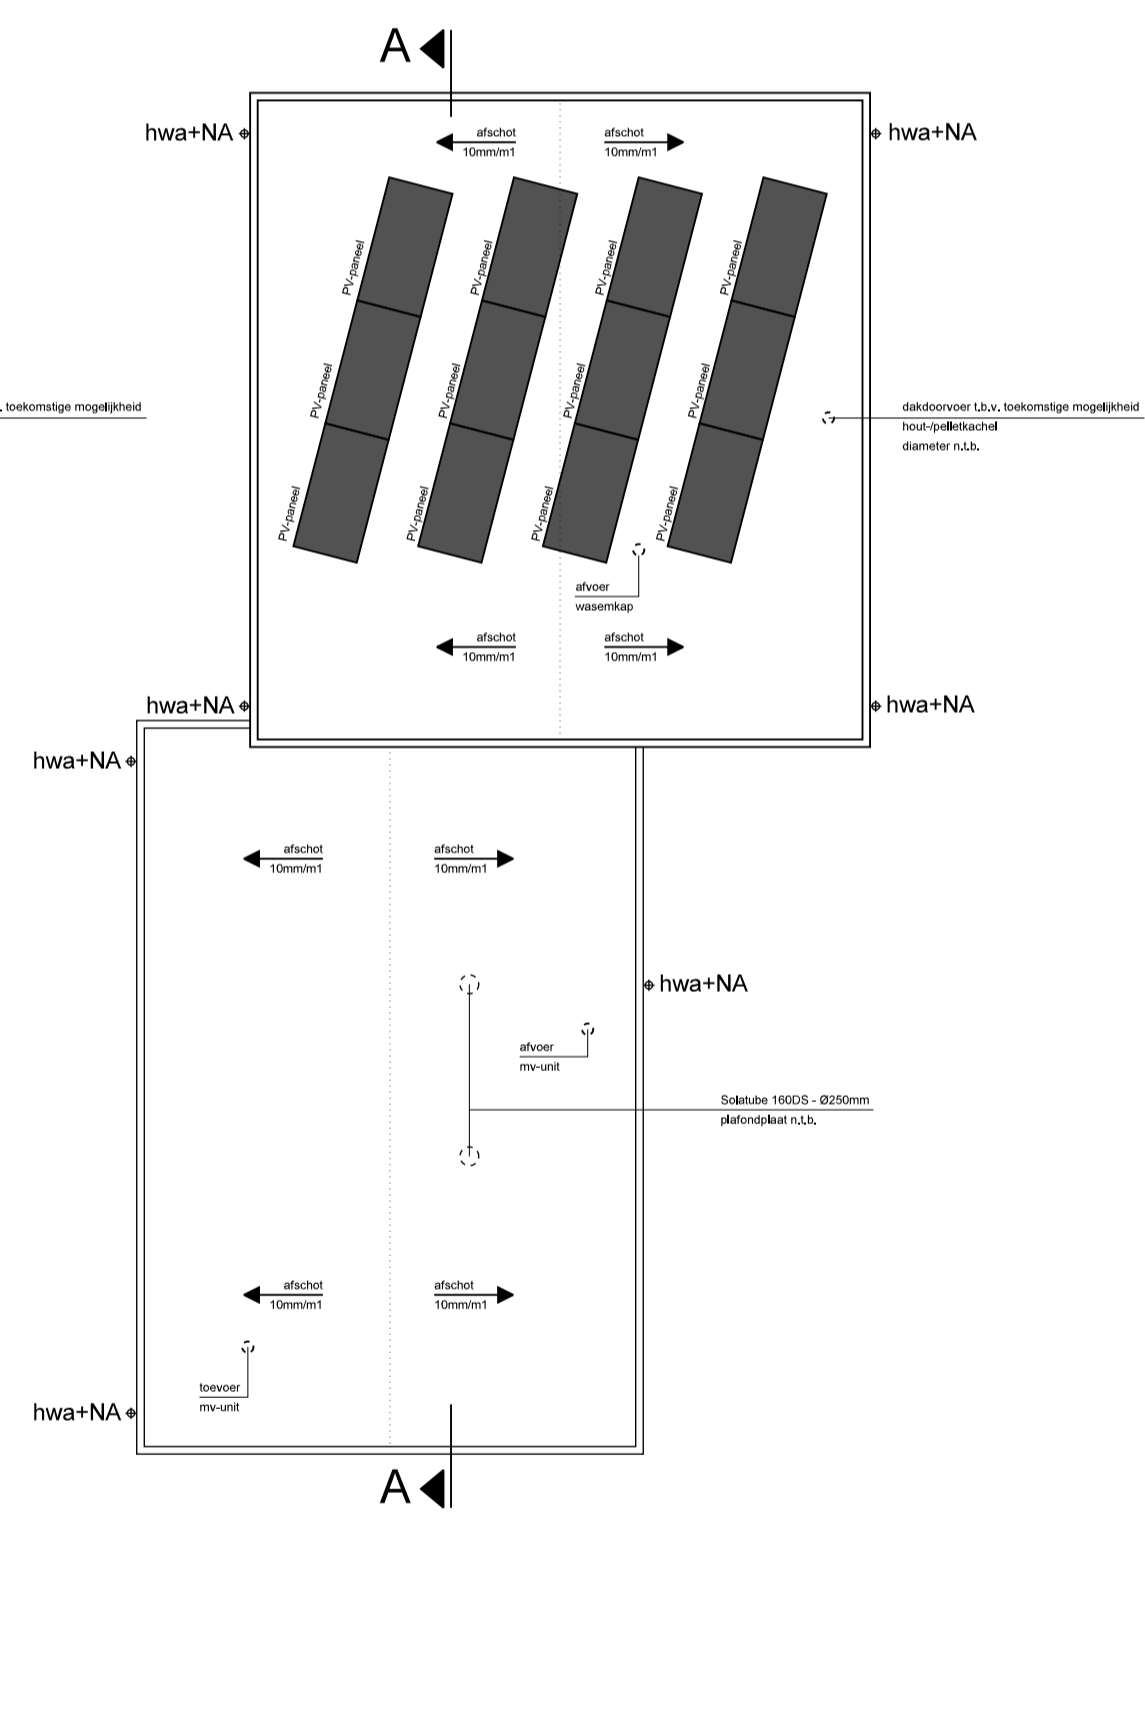 A
hwa+NA
hwa+NA
afschot
10mm/m1
afschot
10mm/m1
PV-paneel
PV-paneel
PV-paneel
PV-paneel
PV-paneel
PV-paneel
PV-paneel
PV-paneel
. toekomstige mogelijkheid
dakdoorvoer t.b.v. toekomstige mogelijkheid
hout-/pelletkachel
diameter n.t.b.
PV-paneel
PV-paneel
PV-paneel
PV-paneel
afvoer
wasemkap
afschot
10mm/m1
afschot
10mm/m1
hwa+NA
hwa+NA
hwa+NA
afschot
10mm/m1
afschot
10mm/m1
hwa+NA
afvoer
mv-unit
Solatube 160DS - Ø250mm
plafondplaat n.t.b.
afschot
10mm/m1
afschot
10mm/m1
toevoer
mv-unit
hwa+NA
A